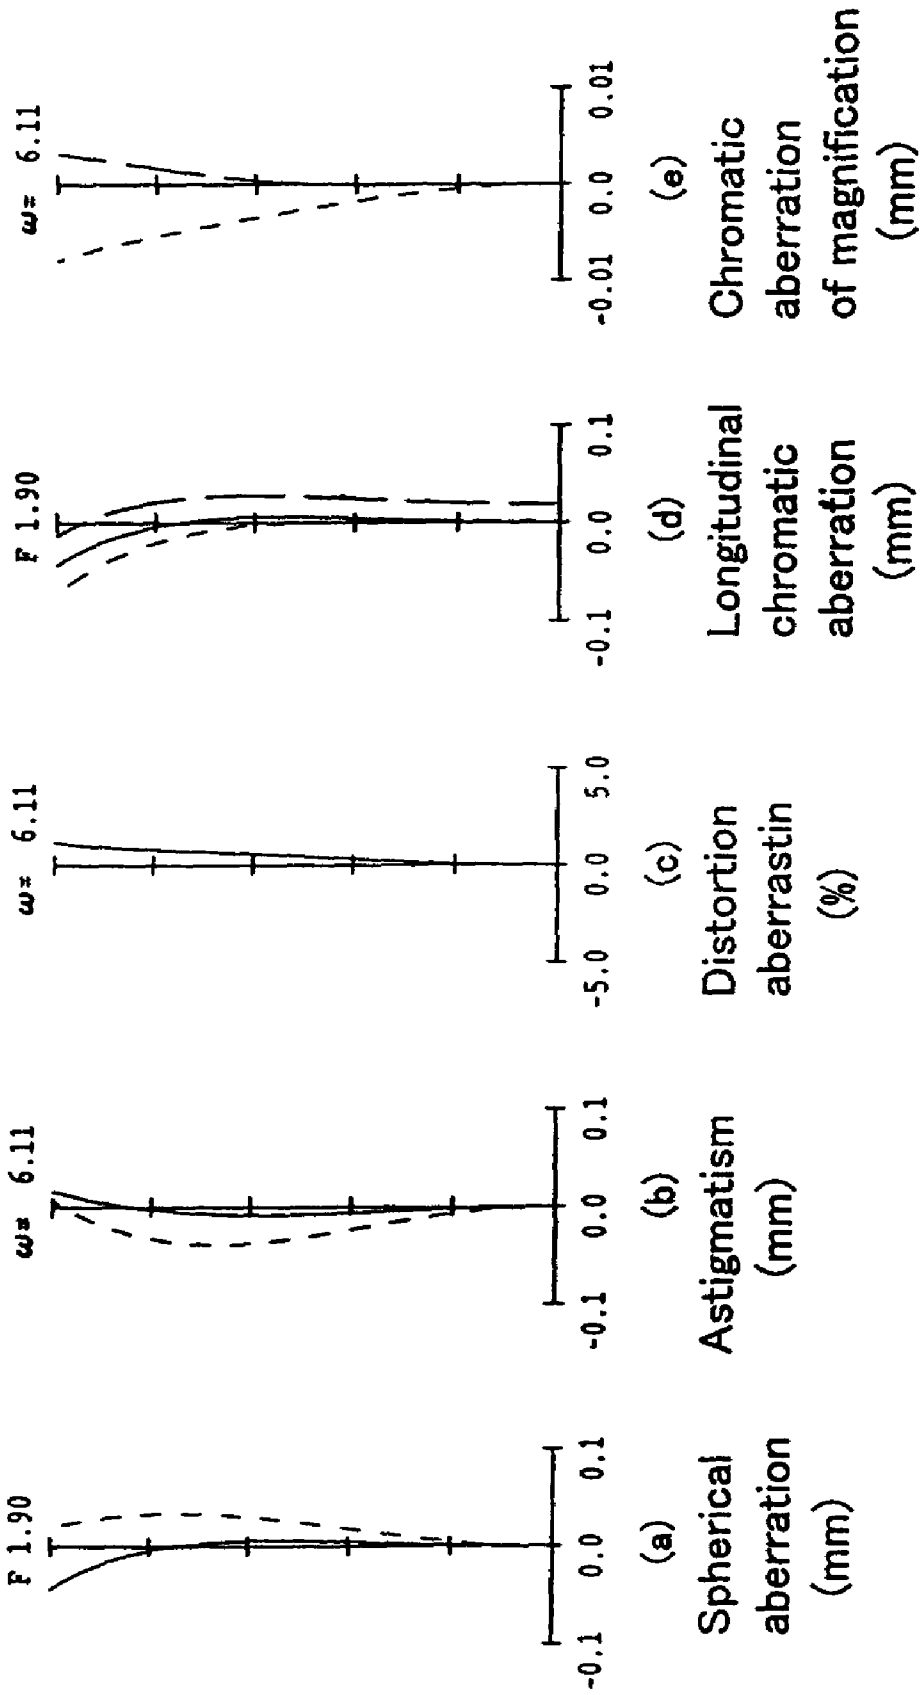 F 1.90
-0.1 0.0 0.1
(a)
Spherical
aberration
(mm)
ω= 6.11
-0.1 0.0 0.1
(b)
Astigmatism
(mm)
ω= 6.11
-5.0 0.0 5.0
(c)
Distortion
aberrastin
(%)
F 1.90
-0.1 0.0 0.1
(d)
Longitudinal
chromatic
aberration
(mm)
ω= 6.11
-0.01 0.0 0.01
(e)
Chromatic
aberration
of magnification
(mm)